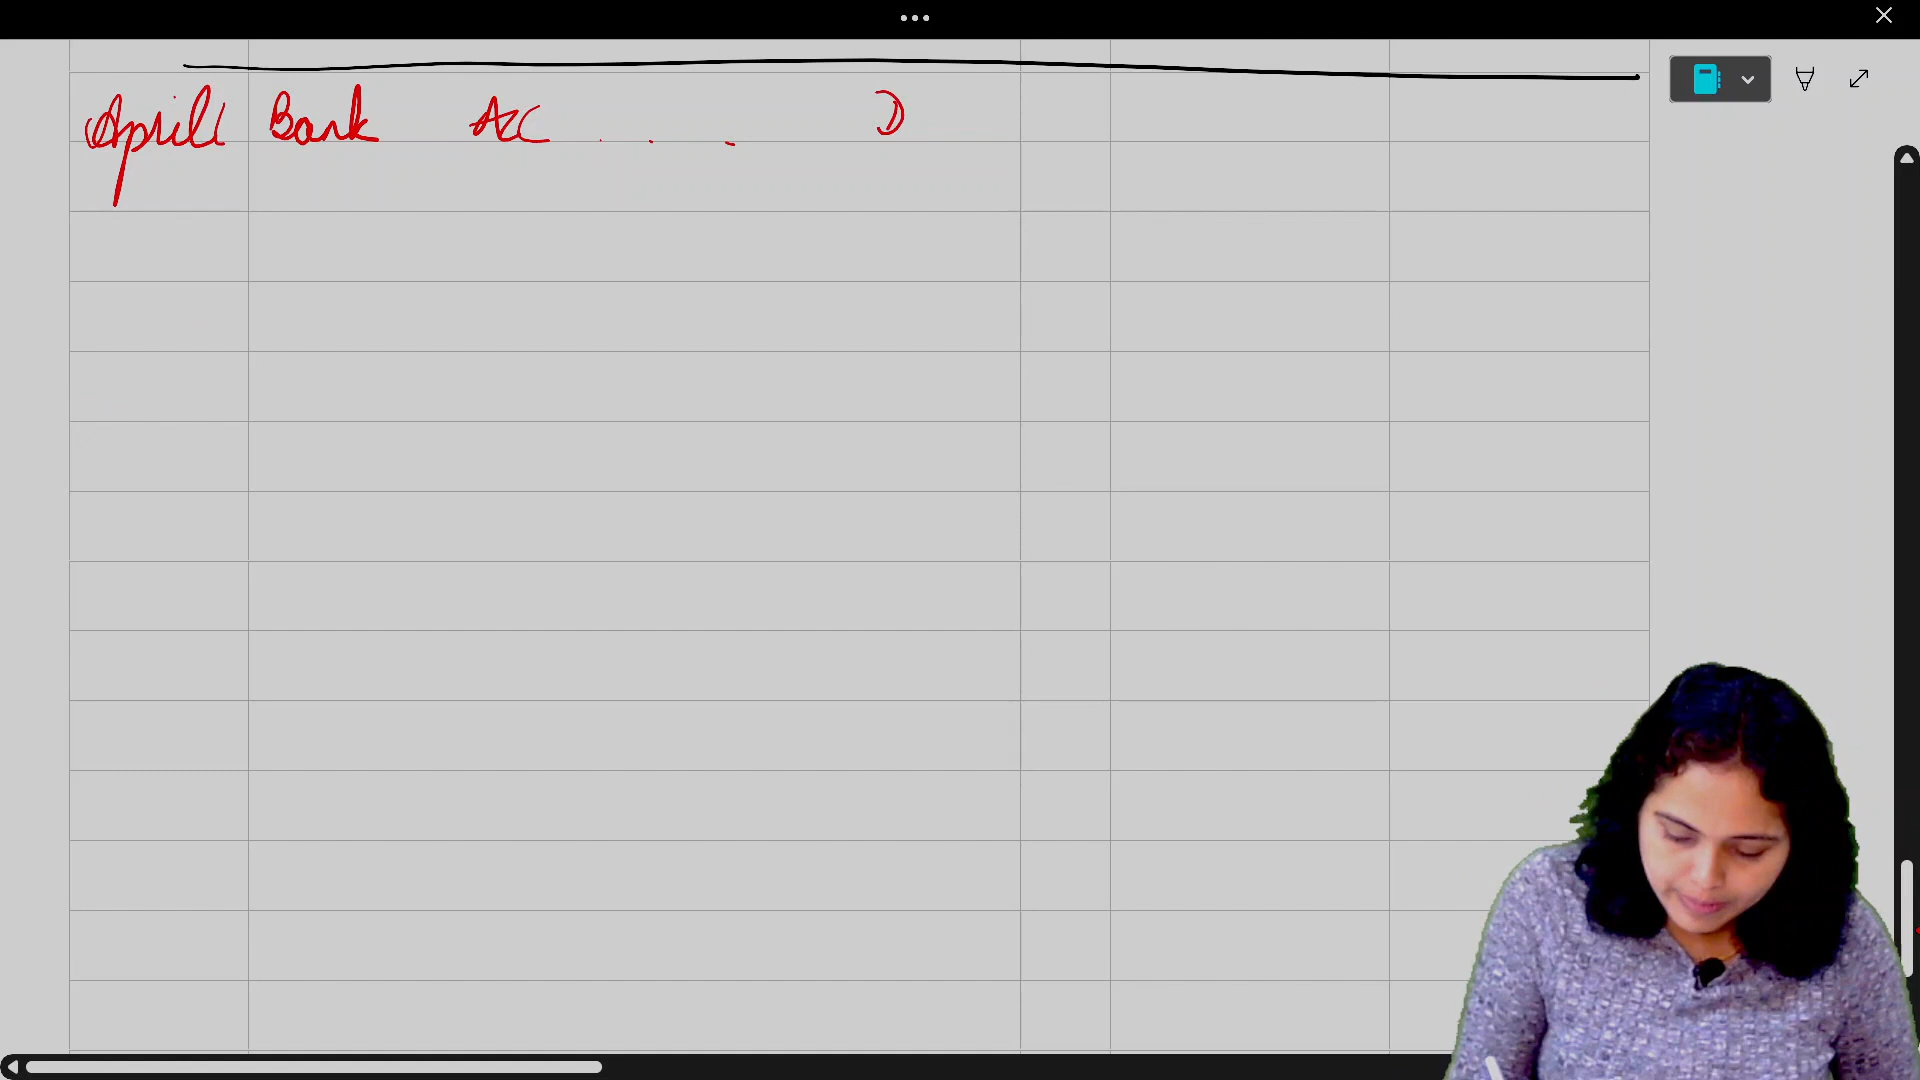 April Bank A/C . . . . D